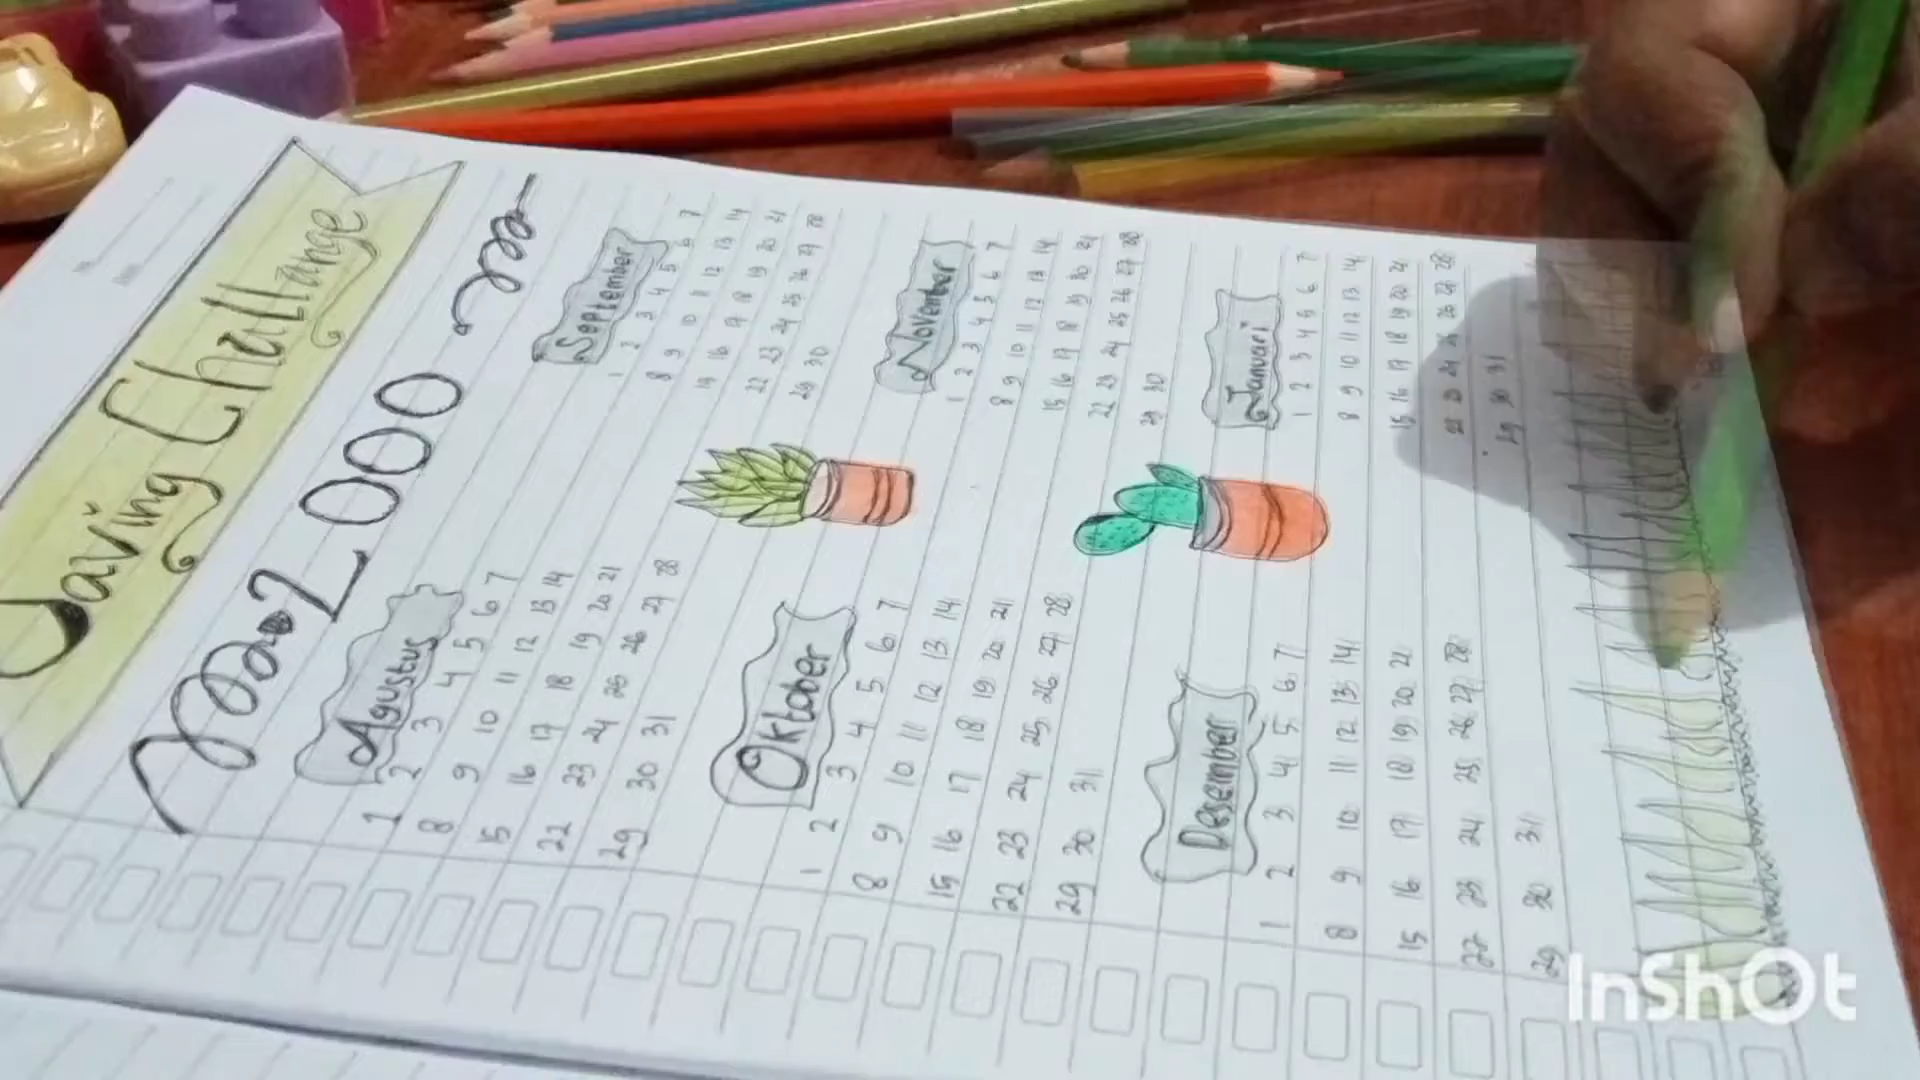 Saving Challange
2.000
Agustus
1 2 3 4 5 6 7
8 9 10 11 12 13 14
15 16 17 18 19 20 21
22 23 24 25 26 27 28
29 30 31
September
1 2 3 4 5 6 7
8 9 10 11 12 13 14
15 16 17 18 19 20 21
22 23 24 25 26 27 28
29 30
Oktober
1 2 3 4 5 6 7
8 9 10 11 12 13 14
15 16 17 18 19 20 21
22 23 24 25 26 27 28
29 30 31
November
1 2 3 4 5 6 7
8 9 10 11 12 13 14
15 16 17 18 19 20 21
22 23 24 25 26 27 28
29 30
Desember
1 2 3 4 5 6 7
8 9 10 11 12 13 14
15 16 17 18 19 20 21
22 23 24 25 26 27 28
29 30 31
Januari
1 2 3 4 5 6 7
8 9 10 11 12 13 14
15 16 17 18 19 20 21
22 23 24 25 26 27 28
29 30 31
InShOt